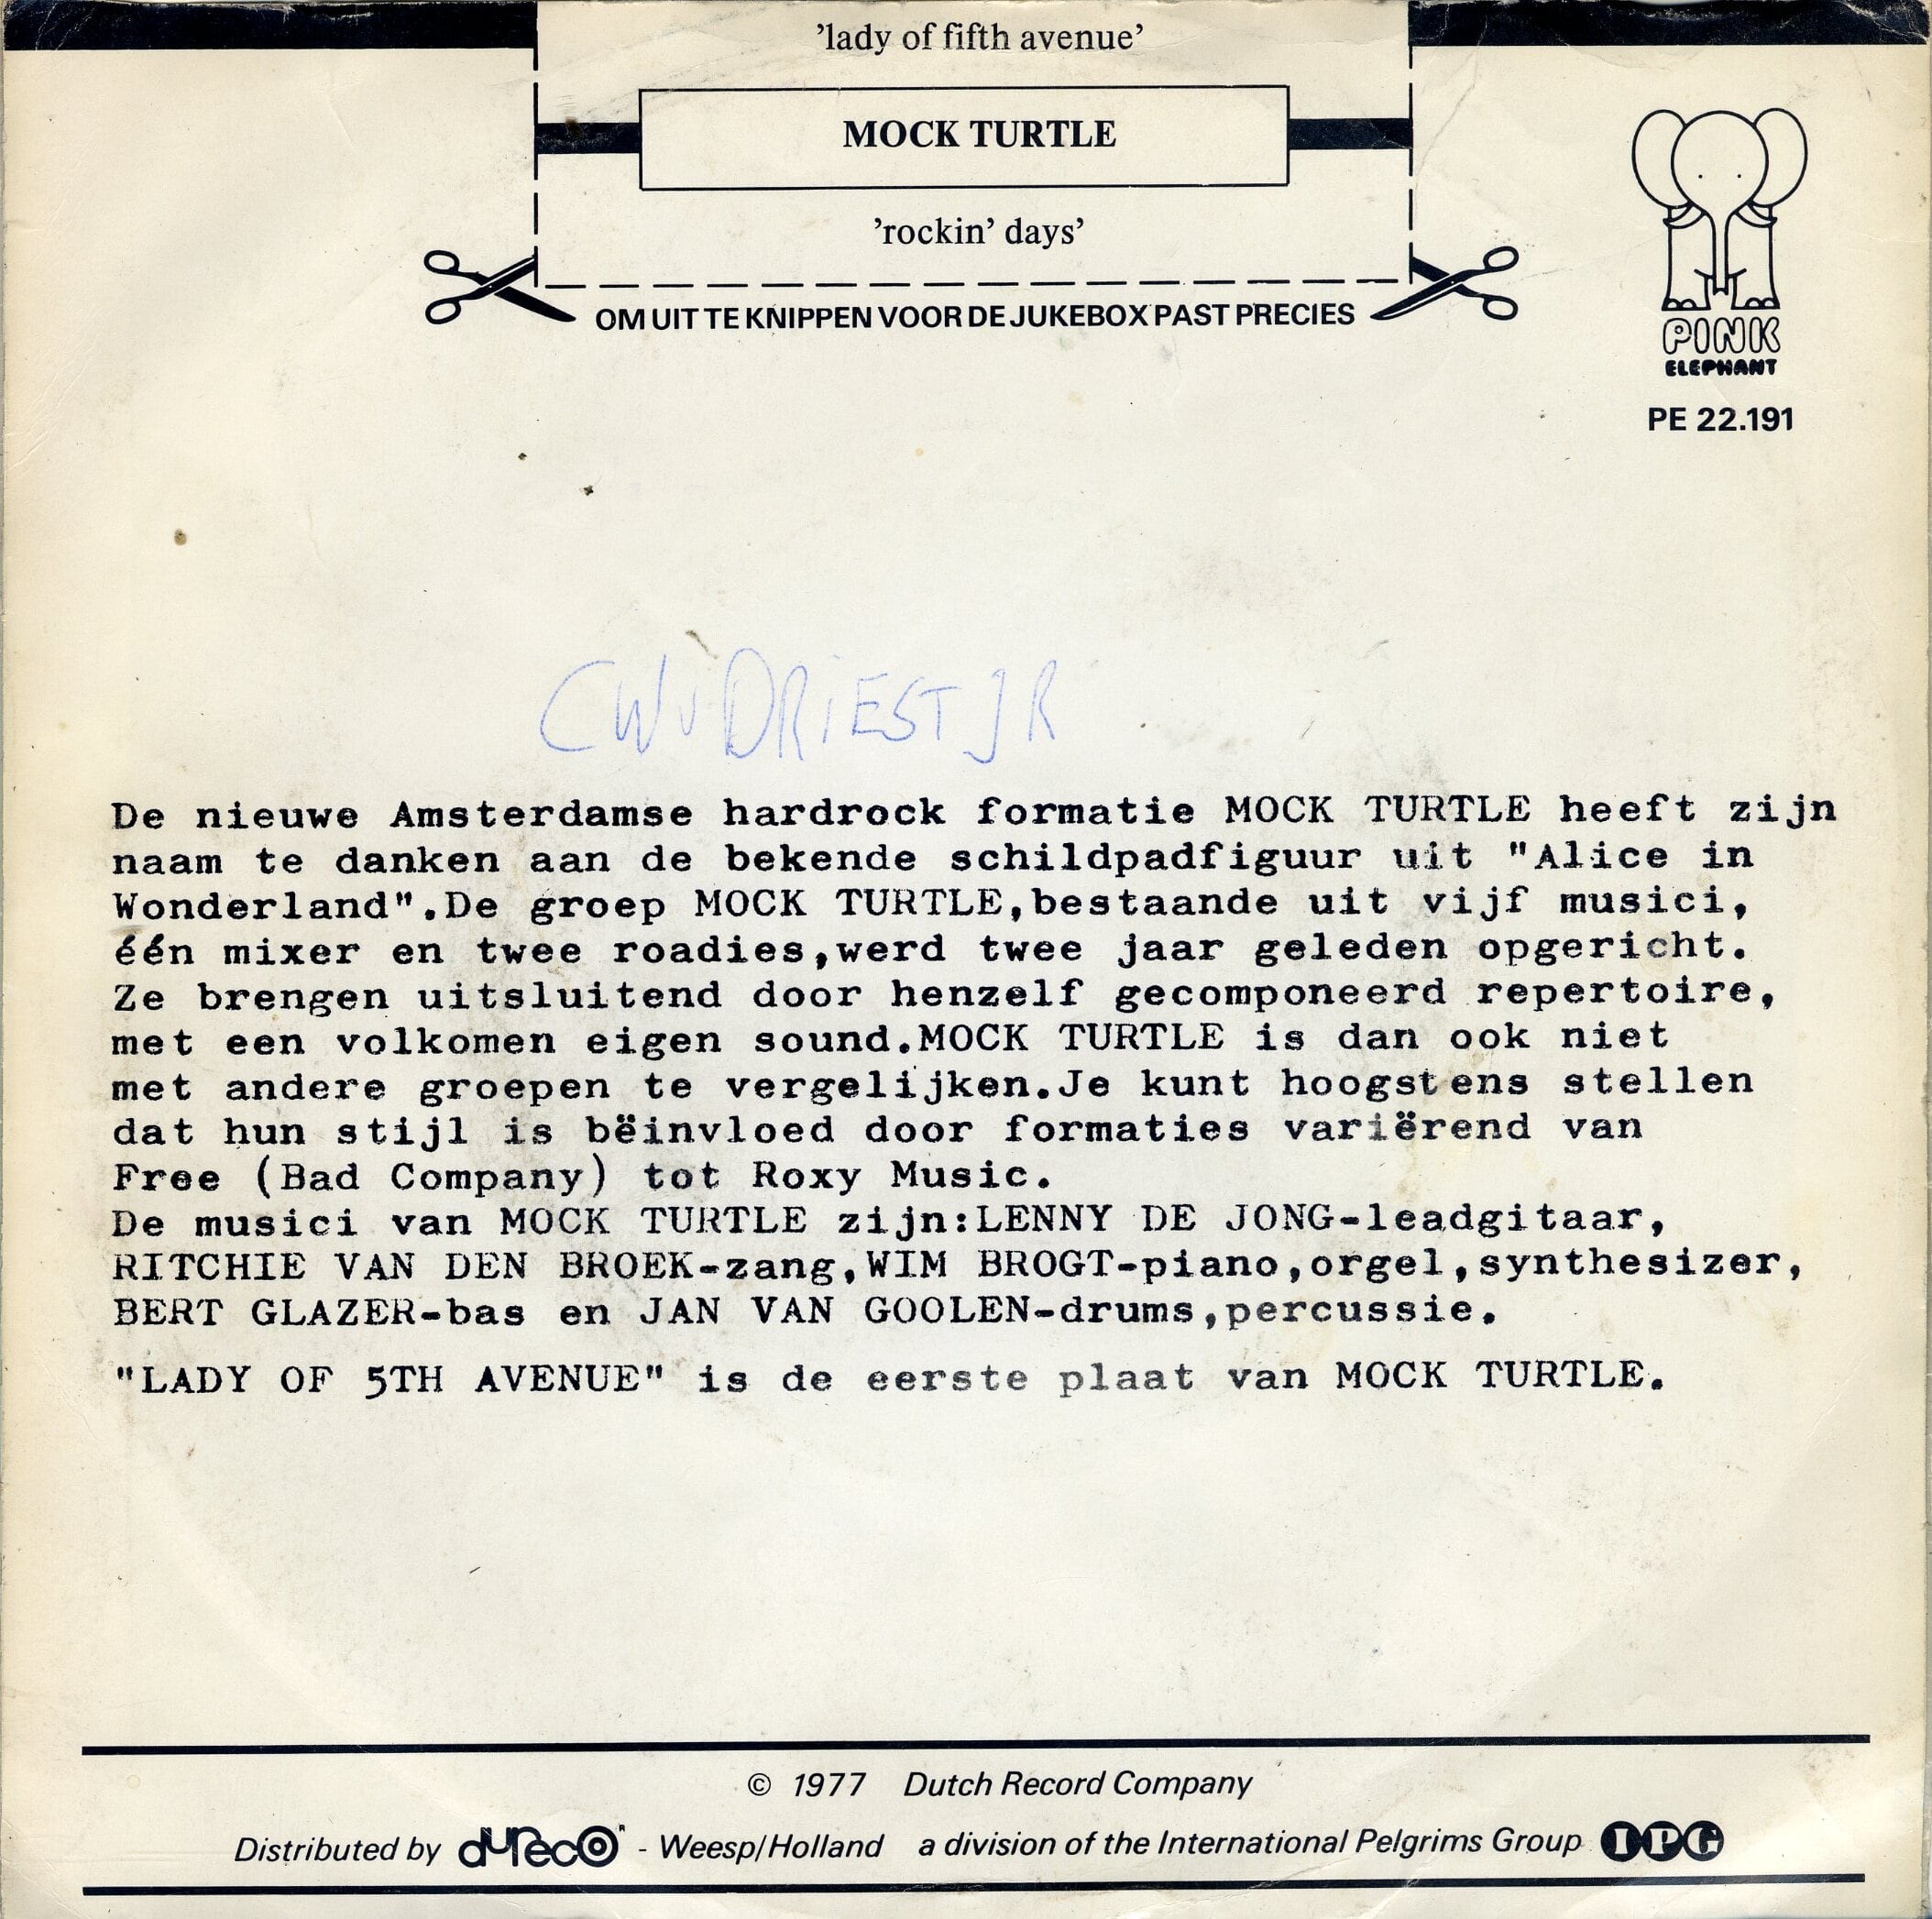 'lady of fifth avenue'
MOCK TURTLE
'rockin' days'
OM UIT TE KNIPPEN VOOR DE JUKEBOX PAST PRECIES
PINK
ELEPHANT
PE 22.191
CWvDRiEST JR
De nieuwe Amsterdamse hardrock formatie MOCK TURTLE heeft zijn
naam te danken aan de bekende schildpadfiguur uit "Alice in
Wonderland".De groep MOCK TURTLE,bestaande uit vijf musici,
één mixer en twee roadies,werd twee jaar geleden opgericht.
Ze brengen uitsluitend door henzelf gecomponeerd repertoire,
met een volkomen eigen sound.MOCK TURTLE is dan ook niet
met andere groepen te vergelijken.Je kunt hoogstens stellen
dat hun stijl is bëinvloed door formaties variërend van
Free (Bad Company) tot Roxy Music.
De musici van MOCK TURTLE zijn:LENNY DE JONG-leadgitaar,
RITCHIE VAN DEN BROEK-zang,WIM BROGT-piano,orgel,synthesizer,
BERT GLAZER-bas en JAN VAN GOOLEN-drums,percussie.
"LADY OF 5TH AVENUE" is de eerste plaat van MOCK TURTLE.
© 1977 Dutch Record Company
Distributed by dureco - Weesp/Holland a division of the International Pelgrims Group IPG